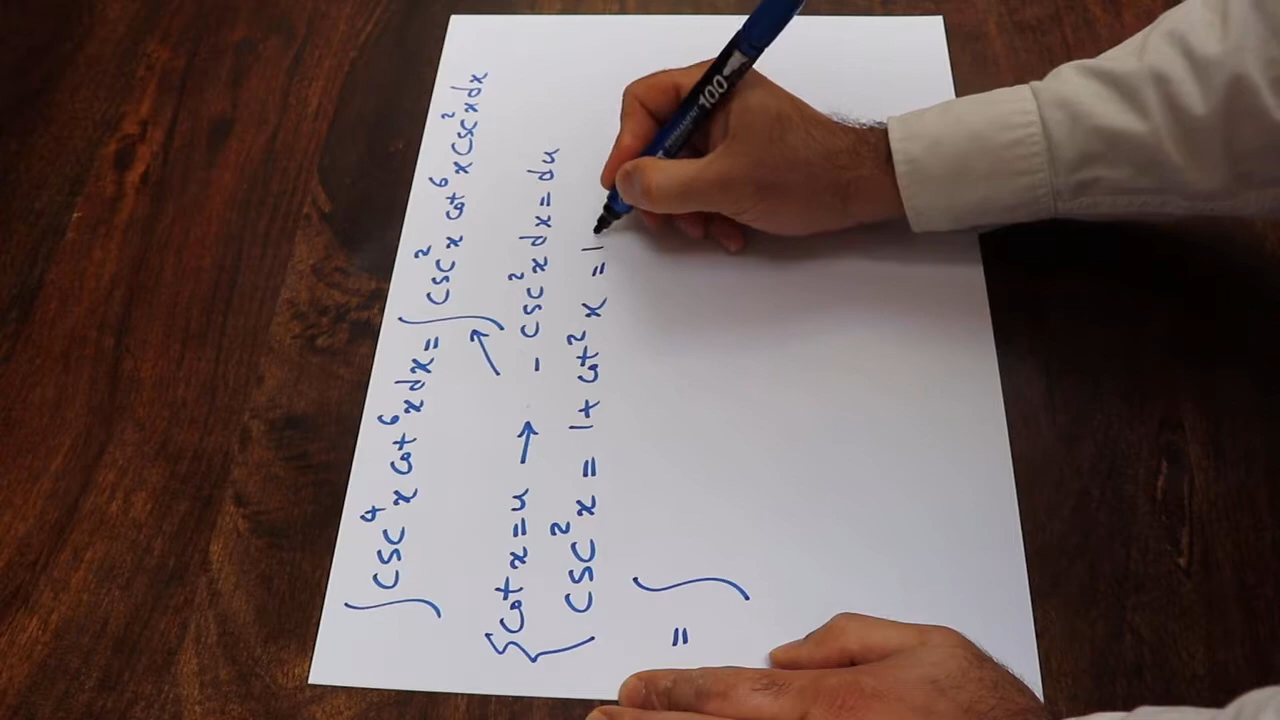 ∫ csc⁴x cot⁶x dx = ∫ csc²x cot⁶x csc²x dx
{ cot x = u → - csc²x dx = du
csc²x = 1 + cot²x = 1
= ∫
PERMANENT 100